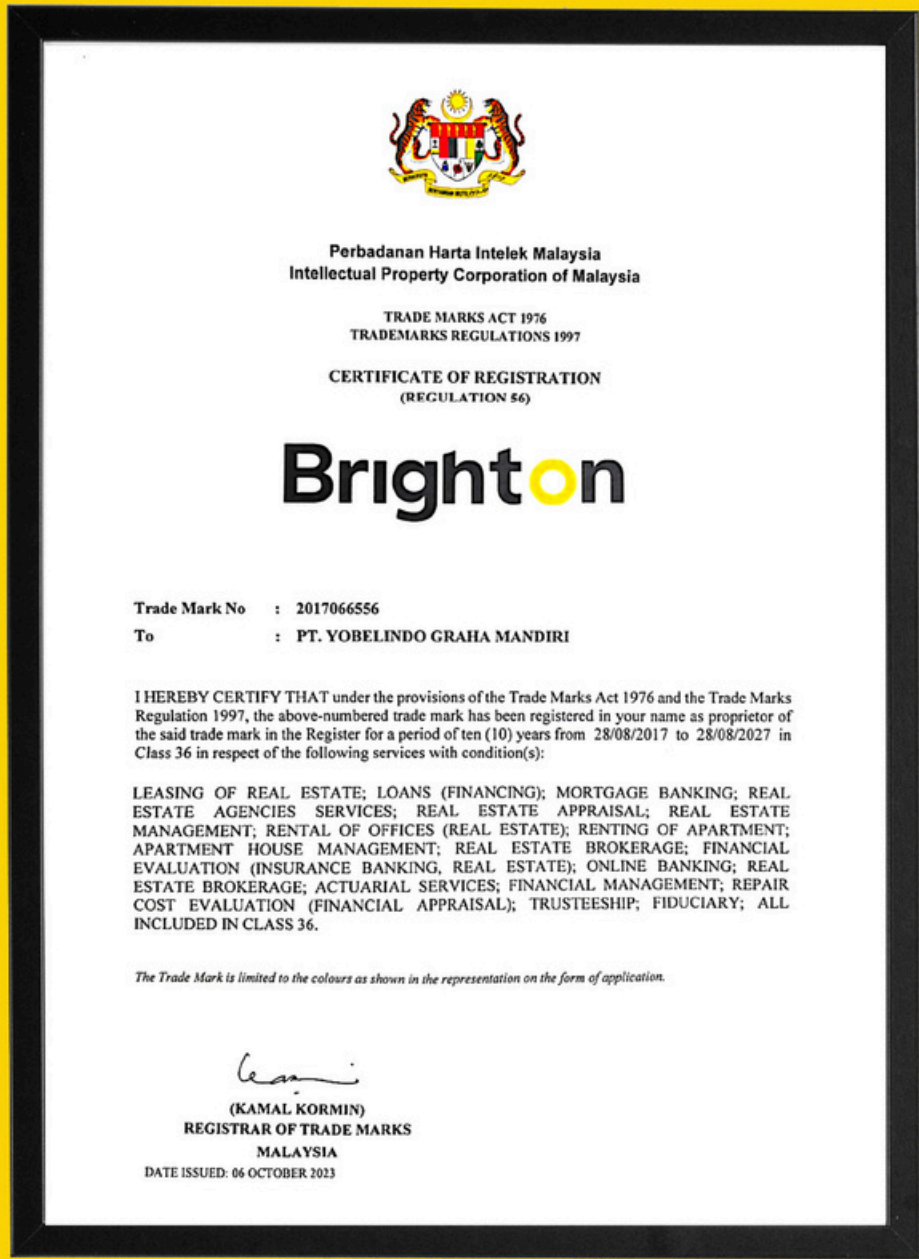 Perbadanan Harta Intelek Malaysia
Intellectual Property Corporation of Malaysia
TRADE MARKS ACT 1976
TRADEMARKS REGULATIONS 1997
CERTIFICATE OF REGISTRATION
(REGULATION 56)
Brighton
Trade Mark No : 2017066556
To : PT. YOBELINDO GRAHA MANDIRI
I HEREBY CERTIFY THAT under the provisions of the Trade Marks Act 1976 and the Trade Marks
Regulation 1997, the above-numbered trade mark has been registered in your name as proprietor of
the said trade mark in the Register for a period of ten (10) years from 28/08/2017 to 28/08/2027 in
Class 36 in respect of the following services with condition(s):
LEASING OF REAL ESTATE; LOANS (FINANCING); MORTGAGE BANKING; REAL
ESTATE AGENCIES SERVICES; REAL ESTATE APPRAISAL; REAL ESTATE
MANAGEMENT; RENTAL OF OFFICES (REAL ESTATE); RENTING OF APARTMENT;
APARTMENT HOUSE MANAGEMENT; REAL ESTATE BROKERAGE; FINANCIAL
EVALUATION (INSURANCE BANKING, REAL ESTATE); ONLINE BANKING; REAL
ESTATE BROKERAGE; ACTUARIAL SERVICES; FINANCIAL MANAGEMENT; REPAIR
COST EVALUATION (FINANCIAL APPRAISAL); TRUSTEESHIP; FIDUCIARY; ALL
INCLUDED IN CLASS 36.
The Trade Mark is limited to the colours as shown in the representation on the form of application.
(KAMAL KORMIN)
REGISTRAR OF TRADE MARKS
MALAYSIA
DATE ISSUED: 06 OCTOBER 2023